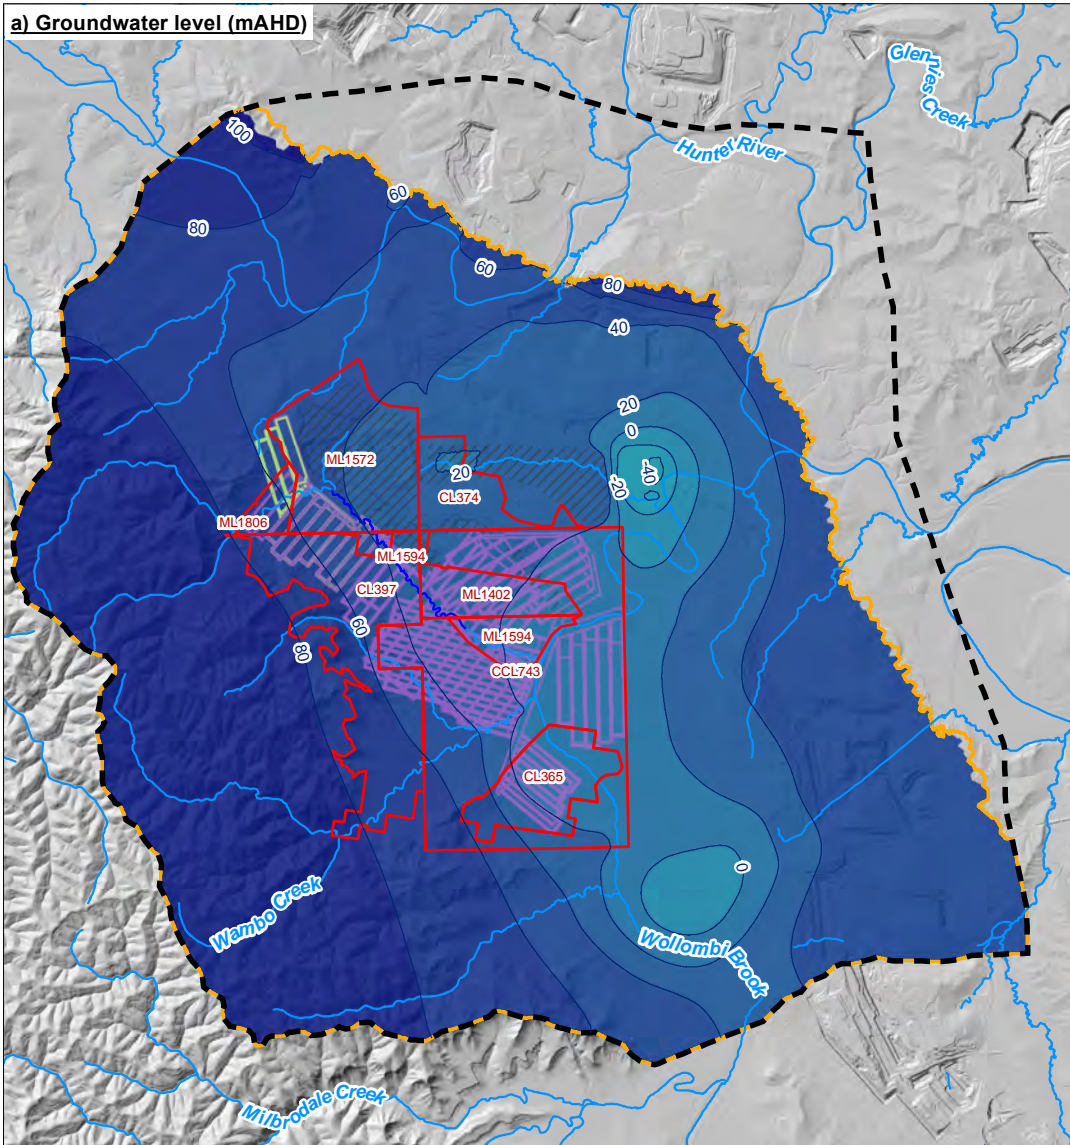 a) Groundwater level (mAHD)
Glennies Creek
Hunter River
100
60
80
60
80
40
20
0
-40
-20
ML1572
20
CL374
ML1806
ML1594
CL397
ML1402
60
ML1594
80
CCL743
CL365
0
Wambo Creek
Wollombi Brook
Milbrodale Creek